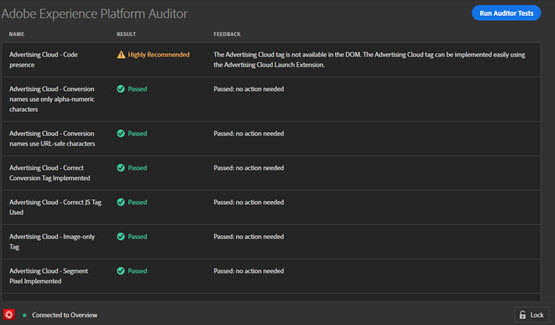 Adobe Experience Platform Auditor
Run Auditor Tests
NAME RESULT FEEDBACK
Advertising Cloud - Code
presence
Highly Recommended
The Advertising Cloud tag is not available in the DOM. The Advertising Cloud tag can be implemented easily using
the Advertising Cloud Launch Extension.
Advertising Cloud - Conversion
names use only alpha-numeric
characters
Passed
Passed: no action needed
Advertising Cloud - Conversion
names use URL-safe characters
Passed
Passed: no action needed
Advertising Cloud - Correct
Conversion Tag Implemented
Passed
Passed: no action needed
Advertising Cloud - Correct JS Tag
Used
Passed
Passed: no action needed
Advertising Cloud - Image-only
Tag
Passed
Passed: no action needed
Advertising Cloud - Segment
Pixel Implemented
Passed
Passed: no action needed
Connected to Overview
Lock